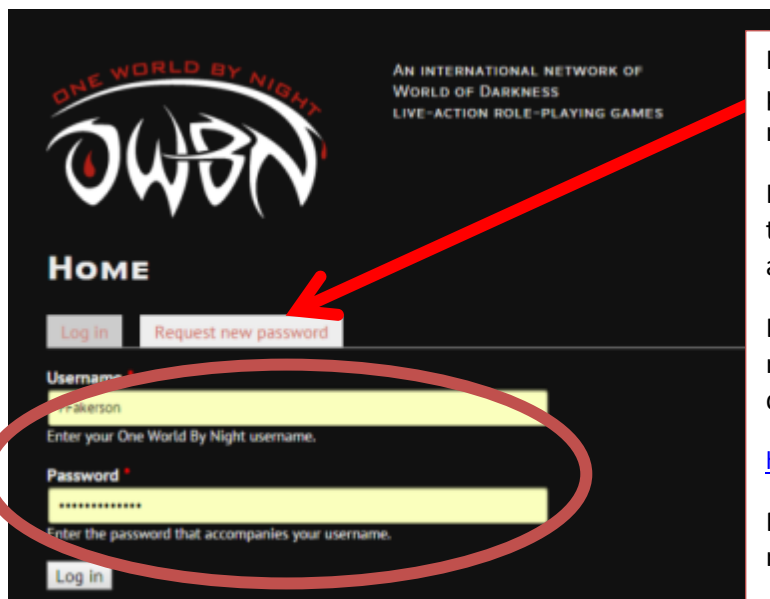 ONE WORLD BY NIGHT
OWBN
AN INTERNATIONAL NETWORK OF
WORLD OF DARKNESS
LIVE-ACTION ROLE-PLAYING GAMES
HOME
Log in
Request new password
Username *
Fakerson
Enter your One World By Night username.
Password *
•••••••••••••
Enter the password that accompanies your username.
Log in